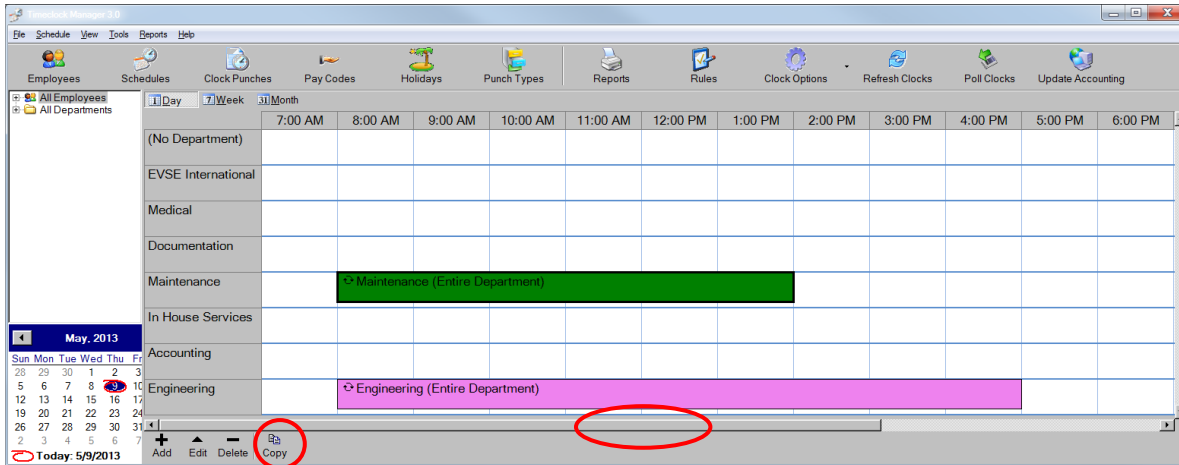 Timeclock Manager 3.0
File Schedule View Tools Reports Help
Employees Schedules Clock Punches Pay Codes Holidays Punch Types Reports Rules Clock Options Refresh Clocks Poll Clocks Update Accounting
All Employees
All Departments
1 Day 7 Week 31 Month
7:00 AM 8:00 AM 9:00 AM 10:00 AM 11:00 AM 12:00 PM 1:00 PM 2:00 PM 3:00 PM 4:00 PM 5:00 PM 6:00 PM
(No Department)
EVSE International
Medical
Documentation
Maintenance Maintenance (Entire Department)
In House Services
Accounting
Engineering Engineering (Entire Department)
May, 2013
Sun Mon Tue Wed Thu Fr
28 29 30 1 2 3
5 6 7 8 9 10
12 13 14 15 16 17
19 20 21 22 23 24
26 27 28 29 30 31
2 3 4 5 6 7
Today: 5/9/2013
Add Edit Delete Copy